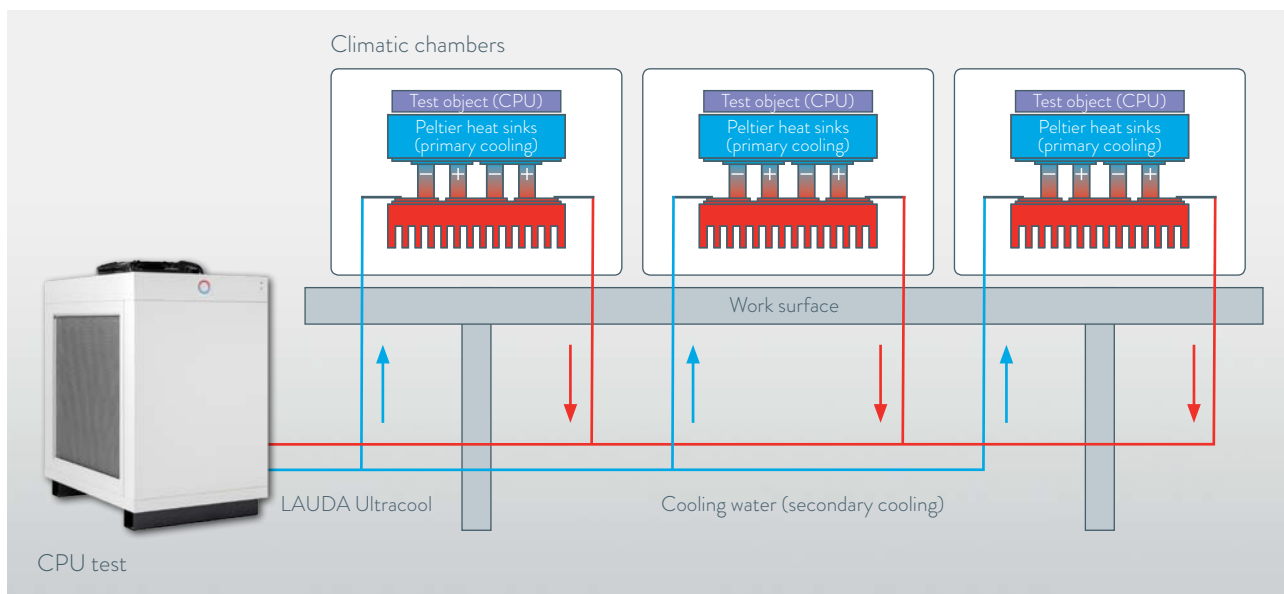 Climatic chambers
Test object (CPU)
Peltier heat sinks
(primary cooling)
− + − +
Test object (CPU)
Peltier heat sinks
(primary cooling)
− + − +
Test object (CPU)
Peltier heat sinks
(primary cooling)
− + − +
Work surface
LAUDA Ultracool
Cooling water (secondary cooling)
CPU test